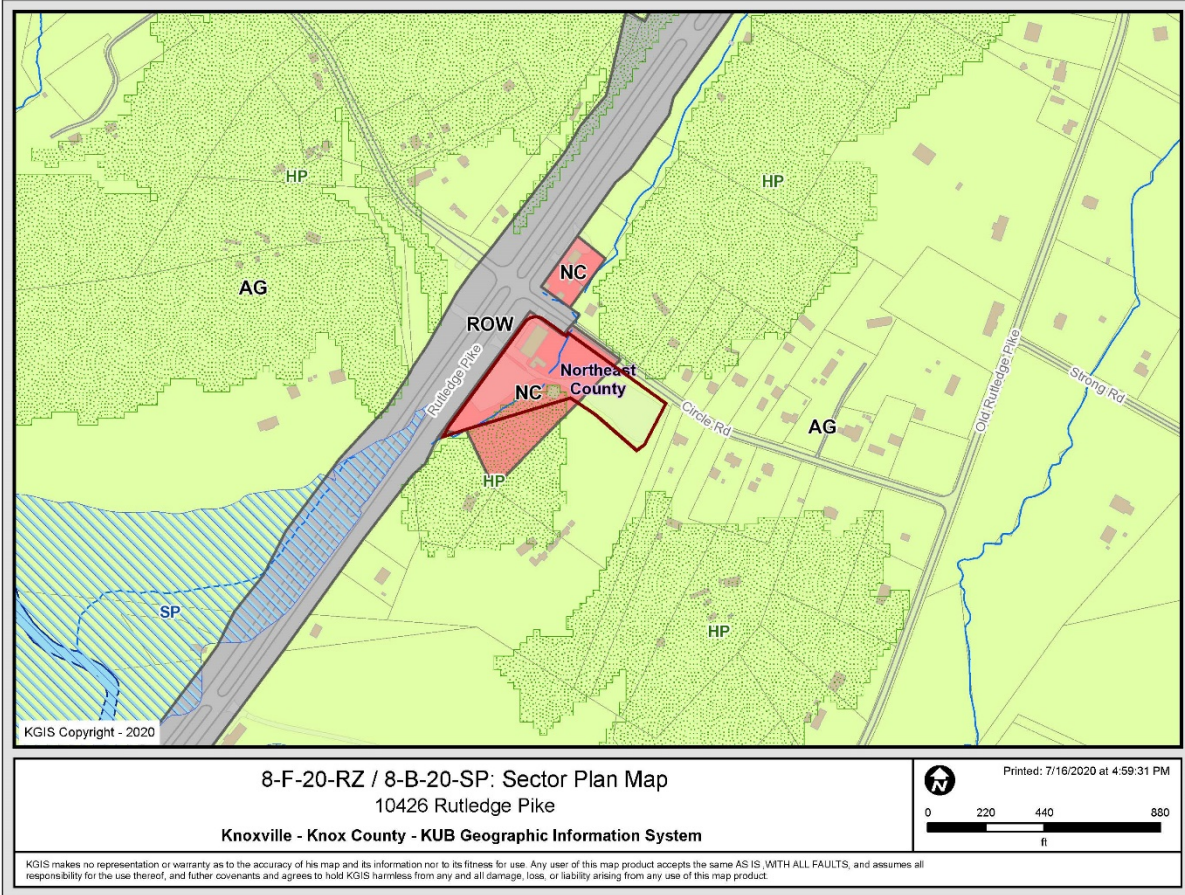 HP
HP
AG
NC
ROW
Rutledge Pike
Northeast
County
NC
Circle Rd
AG
Old Rutledge Pike
Strong Rd
HP
SP
HP
KGIS Copyright - 2020
8-F-20-RZ / 8-B-20-SP: Sector Plan Map
10426 Rutledge Pike
Knoxville - Knox County - KUB Geographic Information System
N
Printed: 7/16/2020 at 4:59:31 PM
0 220 440 880
ft
KGIS makes no representation or warranty as to the accuracy of his map and its information nor to its fitness for use. Any user of this map product accepts the same AS IS ,WITH ALL FAULTS, and assumes all
responsibility for the use thereof, and futher covenants and agrees to hold KGIS harmless from any and all damage, loss, or liability arising from any use of this map product.